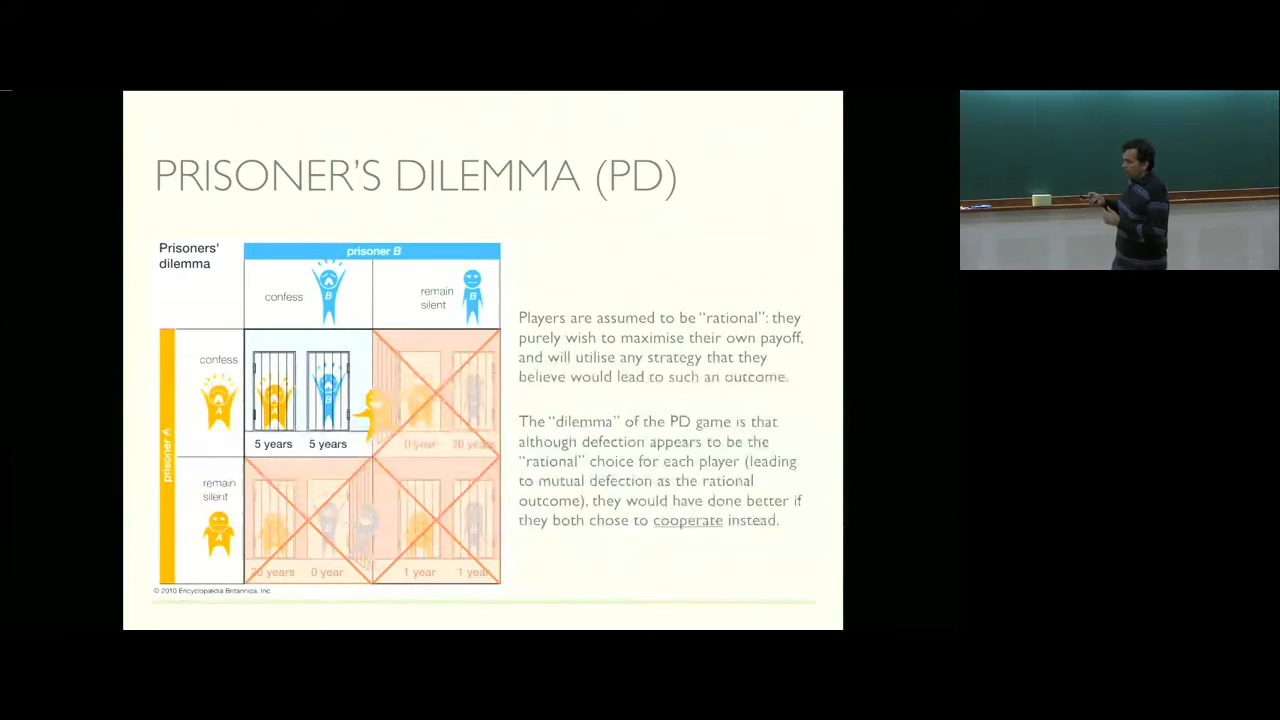 PRISONER'S DILEMMA (PD)
Prisoners'
dilemma
prisoner B
confess
B
remain
silent
B
prisoner A
confess
A
A
B
5 years
5 years
0 year
20 years
remain
silent
A
B
20 years
0 year
1 year
1 year
© 2010 Encyclopædia Britannica, Inc.
Players are assumed to be “rational”: they
purely wish to maximise their own payoff,
and will utilise any strategy that they
believe would lead to such an outcome.
The “dilemma” of the PD game is that
although defection appears to be the
“rational” choice for each player (leading
to mutual defection as the rational
outcome), they would have done better if
they both chose to cooperate instead.